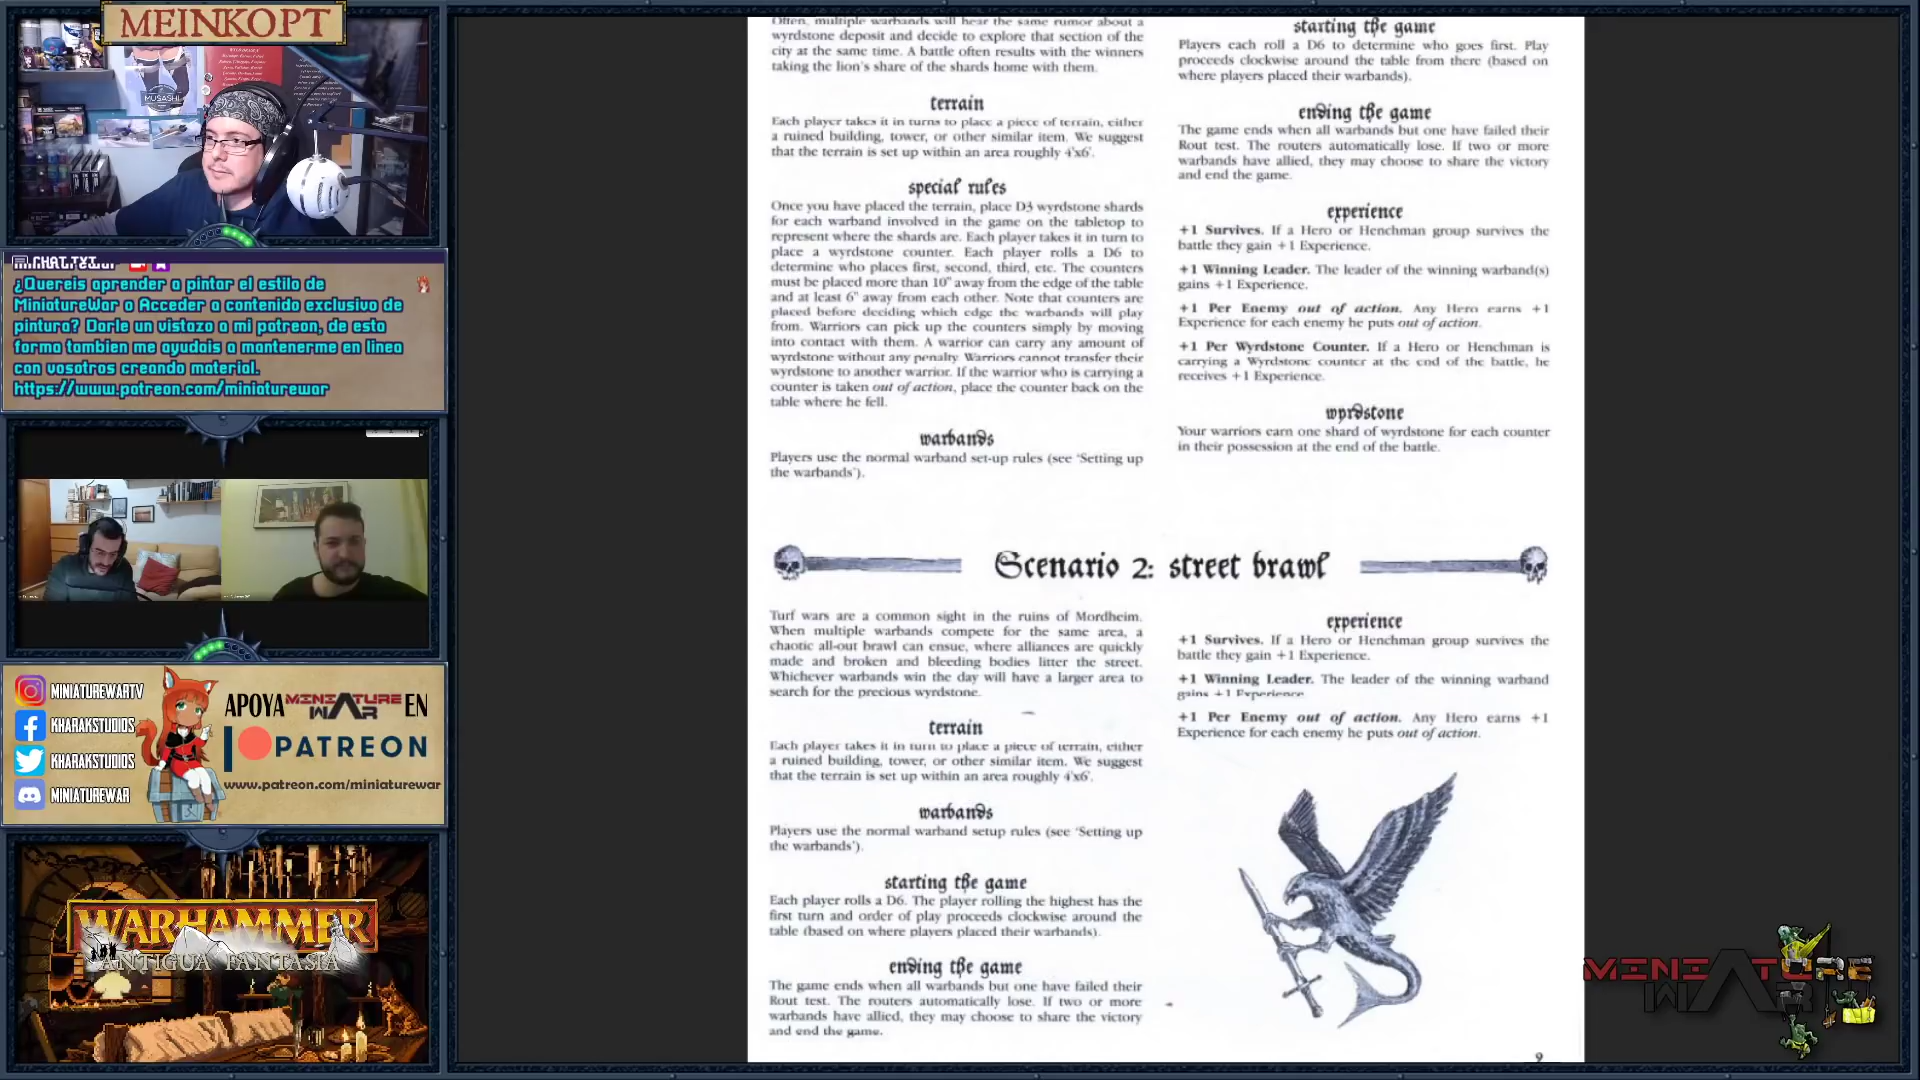 MEINKOPT
MUSASHI
CHAT.TXT
¿Quereis aprender a pintar el estilo de
MiniatureWar o Acceder a contenido exclusivo de
pintura? Darle un vistazo a mi patreon, de esta
forma tambien me ayudais a mantenerme en linea
con vosotros creando material.
https://www.patreon.com/miniaturewar
MINIATUREWARTV
KHARAKSTUDIOS
KHARAKSTUDIOS
MINIATUREWAR
APOYA MINIATURE WAR EN
PATREON
www.patreon.com/miniaturewar
WARHAMMER
ANTIGUA FANTASIA
Often, multiple warbands will hear the same rumor about a
wyrdstone deposit and decide to explore that section of the
city at the same time. A battle often results with the winners
taking the lion's share of the shards home with them.
terrain
Each player takes it in turns to place a piece of terrain, either
a ruined building, tower, or other similar item. We suggest
that the terrain is set up within an area roughly 4'x6'.
special rules
Once you have placed the terrain, place D3 wyrdstone shards
for each warband involved in the game on the tabletop to
represent where the shards are. Each player takes it in turn to
place a wyrdstone counter. Each player rolls a D6 to
determine who places first, second, third, etc. The counters
must be placed more than 10" away from the edge of the table
and at least 6" away from each other. Note that counters are
placed before deciding which edge the warbands will play
from. Warriors can pick up the counters simply by moving
into contact with them. A warrior can carry any amount of
wyrdstone without any penalty. Warriors cannot transfer their
wyrdstone to another warrior. If the warrior who is carrying a
counter is taken out of action, place the counter back on the
table where he fell.
warbands
Players use the normal warband set-up rules (see 'Setting up
the warbands').
starting the game
Players each roll a D6 to determine who goes first. Play
proceeds clockwise around the table from there (based on
where players placed their warbands).
ending the game
The game ends when all warbands but one have failed their
Rout test. The routers automatically lose. If two or more
warbands have allied, they may choose to share the victory
and end the game.
experience
+1 Survives. If a Hero or Henchman group survives the
battle they gain +1 Experience.
+1 Winning Leader. The leader of the winning warband(s)
gains +1 Experience.
+1 Per Enemy out of action. Any Hero earns +1
Experience for each enemy he puts out of action.
+1 Per Wyrdstone Counter. If a Hero or Henchman is
carrying a Wyrdstone counter at the end of the battle, he
receives +1 Experience.
wyrdstone
Your warriors earn one shard of wyrdstone for each counter
in their possession at the end of the battle.
Scenario 2: street brawl
Turf wars are a common sight in the ruins of Mordheim.
When multiple warbands compete for the same area, a
chaotic all-out brawl can ensue, where alliances are quickly
made and broken and bleeding bodies litter the street.
Whichever warbands win the day will have a larger area to
search for the precious wyrdstone.
terrain
Each player takes it in turn to place a piece of terrain, either
a ruined building, tower, or other similar item. We suggest
that the terrain is set up within an area roughly 4'x6'.
warbands
Players use the normal warband setup rules (see 'Setting up
the warbands').
starting the game
Each player rolls a D6. The player rolling the highest has the
first turn and order of play proceeds clockwise around the
table (based on where players placed their warbands).
ending the game
The game ends when all warbands but one have failed their
Rout test. The routers automatically lose. If two or more
warbands have allied, they may choose to share the victory
and end the game.
experience
+1 Survives. If a Hero or Henchman group survives the
battle they gain +1 Experience.
+1 Winning Leader. The leader of the winning warband
gains +1 Experience.
+1 Per Enemy out of action. Any Hero earns +1
Experience for each enemy he puts out of action.
9
MINIATURE
WAR